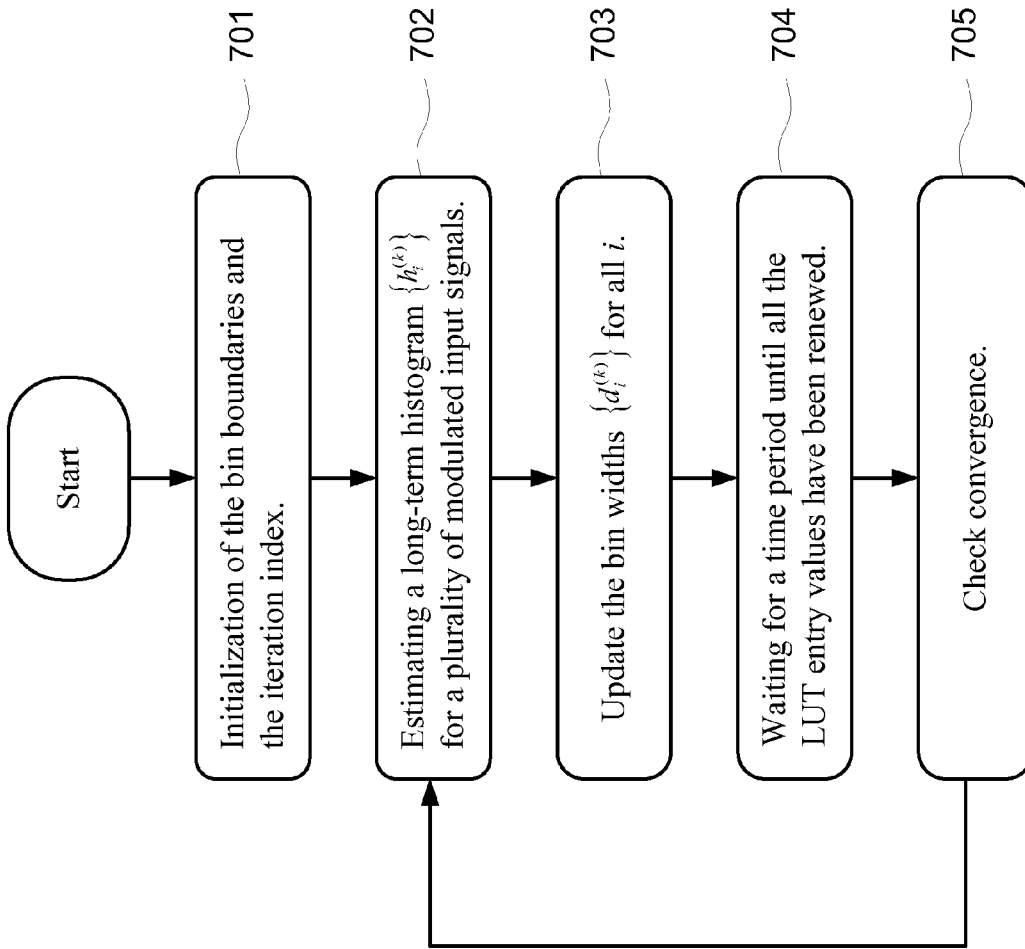 Start
Initialization of the bin boundaries and
the iteration index.
701
Estimating a long-term histogram {h_i^(k)}
for a plurality of modulated input signals.
702
Update the bin widths {d_i^(k)} for all i.
703
Waiting for a time period until all the
LUT entry values have been renewed.
704
Check convergence.
705